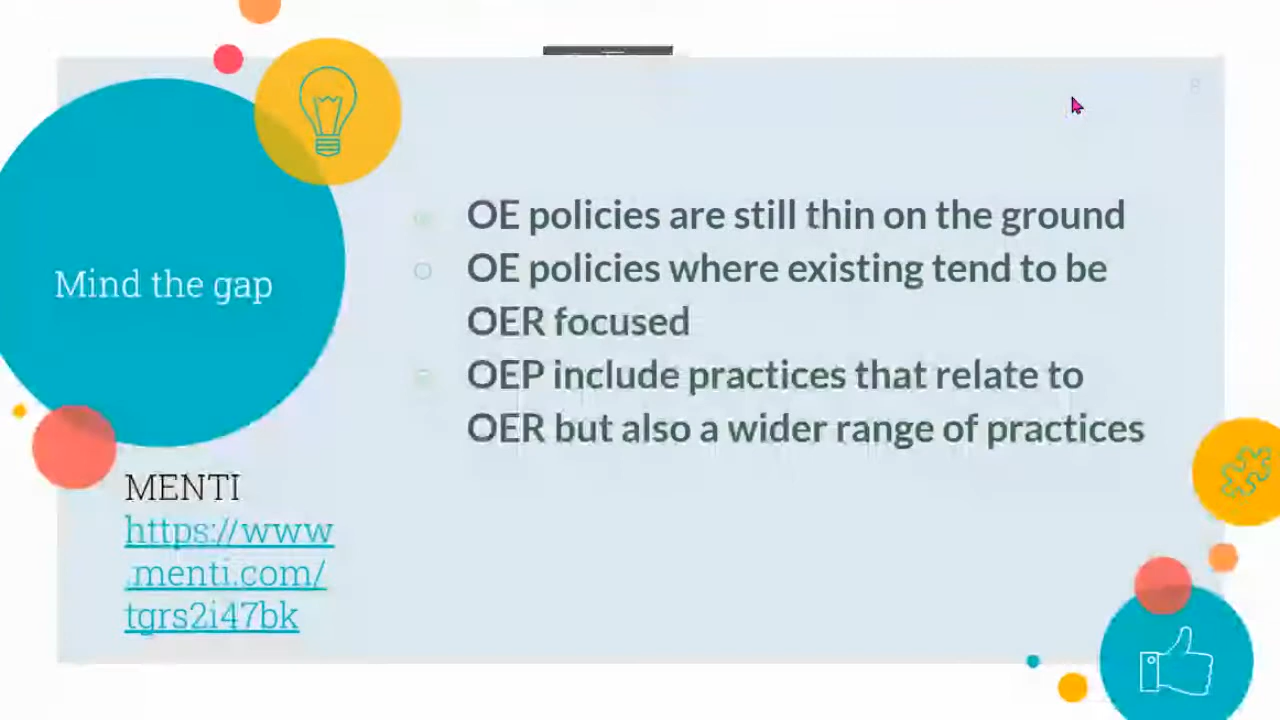 Mind the gap
OE policies are still thin on the ground
OE policies where existing tend to be
OER focused
OEP include practices that relate to
OER but also a wider range of practices
MENTI
https://www
.menti.com/
tgrs2i47bk